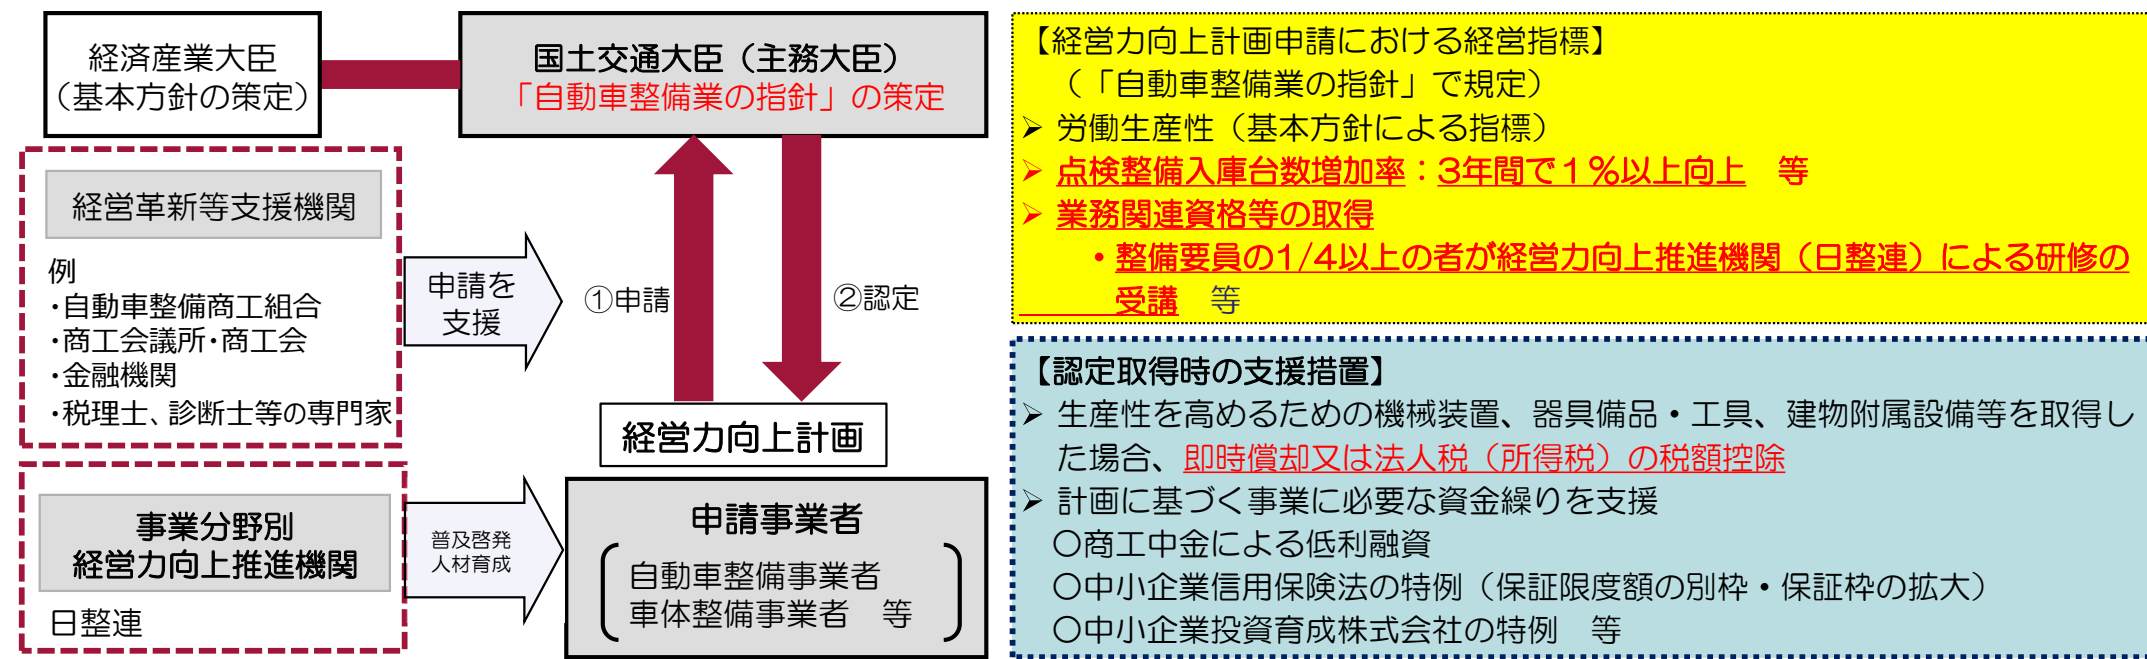 経済産業大臣
（基本方針の策定）
国土交通大臣（主務大臣）
「自動車整備業の指針」の策定
経営革新等支援機関
例
・自動車整備商工組合
・商工会議所・商工会
・金融機関
・税理士、診断士等の専門家
申請を
支援
①申請
②認定
経営力向上計画
事業分野別
経営力向上推進機関
日整連
普及啓発
人材育成
申請事業者
自動車整備事業者
車体整備事業者　等
【経営力向上計画申請における経営指標】
（「自動車整備業の指針」で規定）
➢ 労働生産性（基本方針による指標）
➢ 点検整備入庫台数増加率：3年間で１％以上向上　等
➢ 業務関連資格等の取得
・整備要員の1/4以上の者が経営力向上推進機関（日整連）による研修の
受講　等
【認定取得時の支援措置】
➢ 生産性を高めるための機械装置、器具備品・工具、建物附属設備等を取得し
た場合、即時償却又は法人税（所得税）の税額控除
➢ 計画に基づく事業に必要な資金繰りを支援
〇商工中金による低利融資
〇中小企業信用保険法の特例（保証限度額の別枠・保証枠の拡大）
〇中小企業投資育成株式会社の特例　等